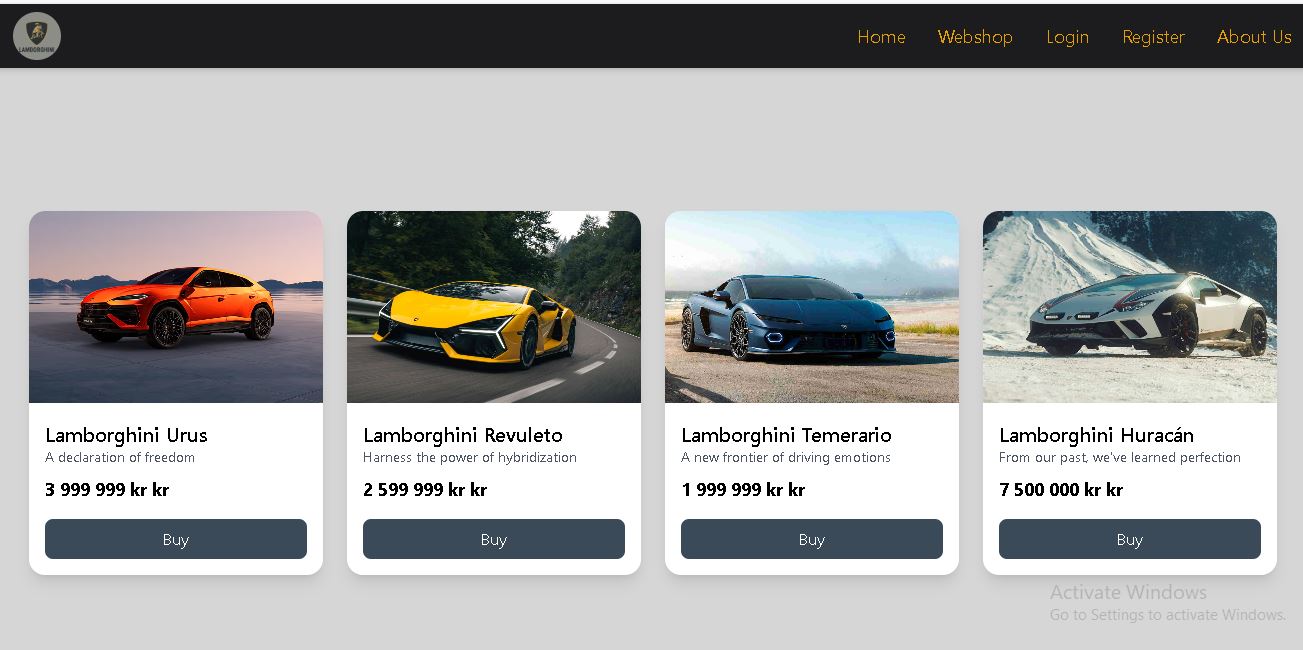 LAMBORGHINI
Home Webshop Login Register About Us
Lamborghini Urus
A declaration of freedom
3 999 999 kr kr
Buy
Lamborghini Revuleto
Harness the power of hybridization
2 599 999 kr kr
Buy
Lamborghini Temerario
A new frontier of driving emotions
1 999 999 kr kr
Buy
Lamborghini Huracán
From our past, we've learned perfection
7 500 000 kr kr
Buy
Activate Windows
Go to Settings to activate Windows.